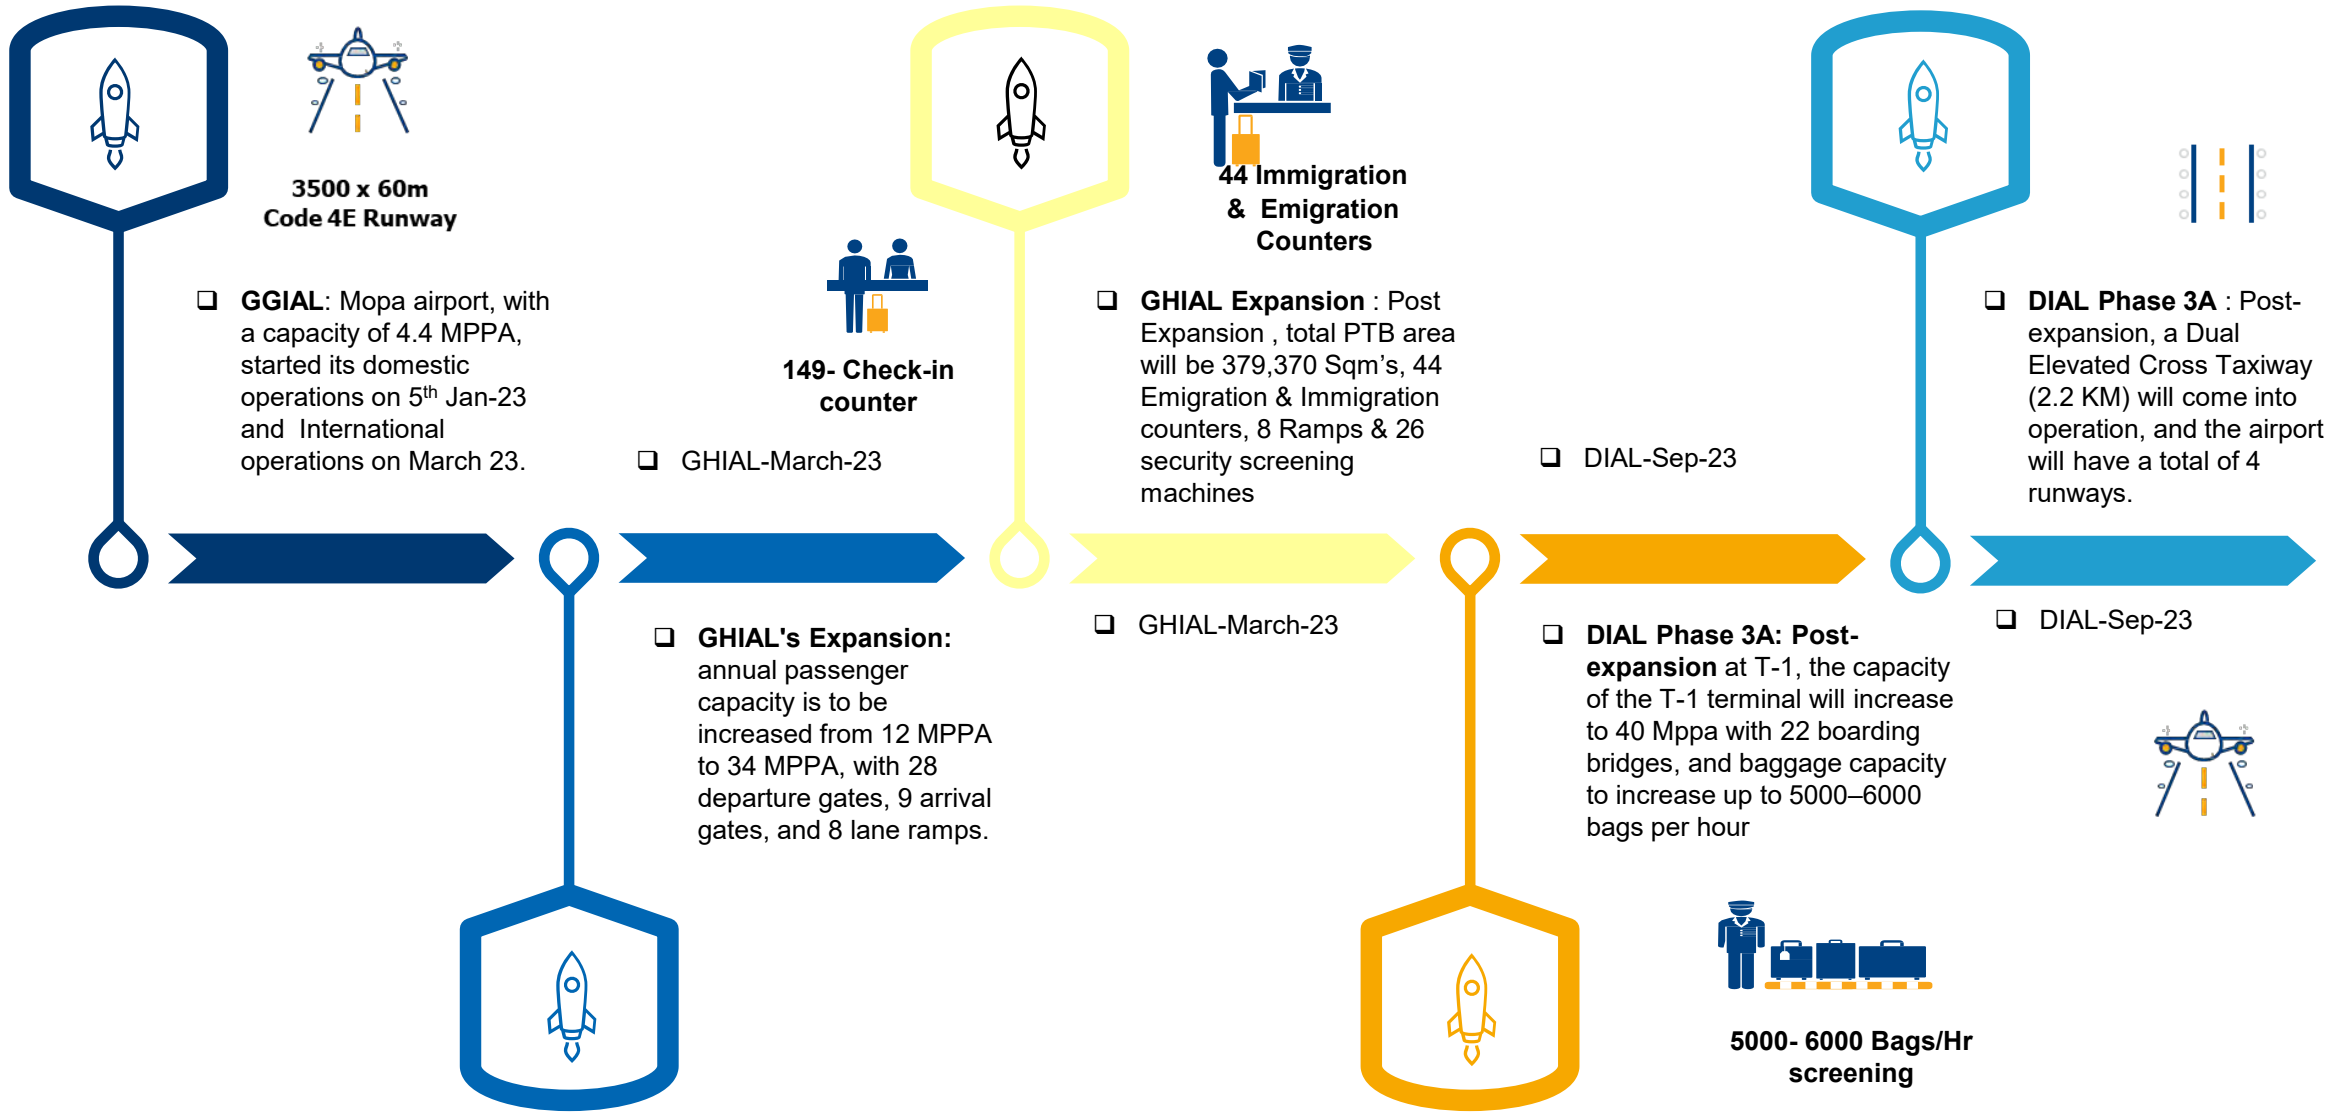 3500 x 60m
Code 4E Runway
❑ GGIAL: Mopa airport, with
a capacity of 4.4 MPPA,
started its domestic
operations on 5th Jan-23
and International
operations on March 23.
149- Check-in
counter
❑ GHIAL-March-23
❑ GHIAL's Expansion:
annual passenger
capacity is to be
increased from 12 MPPA
to 34 MPPA, with 28
departure gates, 9 arrival
gates, and 8 lane ramps.
44 Immigration
& Emigration
Counters
❑ GHIAL Expansion : Post
Expansion , total PTB area
will be 379,370 Sqm’s, 44
Emigration & Immigration
counters, 8 Ramps & 26
security screening
machines
❑ GHIAL-March-23
❑ DIAL-Sep-23
❑ DIAL Phase 3A: Post-
expansion at T-1, the capacity
of the T-1 terminal will increase
to 40 Mppa with 22 boarding
bridges, and baggage capacity
to increase up to 5000–6000
bags per hour
5000- 6000 Bags/Hr
screening
❑ DIAL Phase 3A : Post-
expansion, a Dual
Elevated Cross Taxiway
(2.2 KM) will come into
operation, and the airport
will have a total of 4
runways.
❑ DIAL-Sep-23